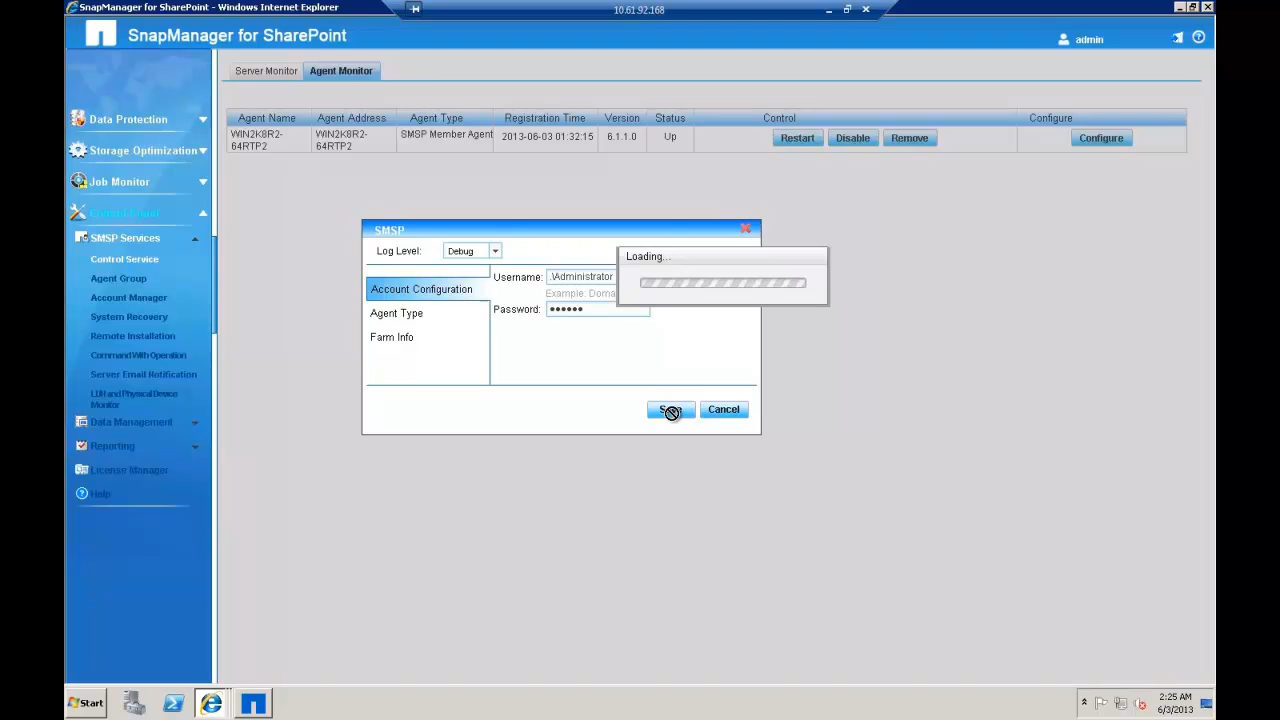 SnapManager for SharePoint - Windows Internet Explorer
10.61.92.168
SnapManager for SharePoint
admin
Server Monitor
Agent Monitor
Data Protection
Storage Optimization
Job Monitor
SMSP Services
Control Service
Agent Group
Account Manager
System Recovery
Remote Installation
Command With Operation
Server Email Notification
LUN and Physical Device
Monitor
Data Management
Reporting
License Manager
Help
Agent Name Agent Address Agent Type Registration Time Version Status Control Configure
WIN2K8R2-
64RTP2
WIN2K8R2-
64RTP2
SMSP Member Agent
2013-06-03 01:32:15
6.1.1.0
Up
Restart Disable Remove
Configure
SMSP
Log Level: Debug
Account Configuration
Agent Type
Farm Info
Username: .\Administrator
Example: Doma
Password: ••••••
Loading...
Cancel
Start
2:25 AM
6/3/2013